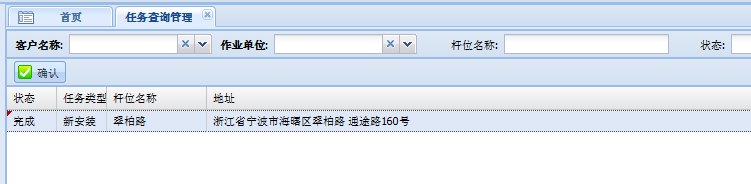 首页 任务查询管理
客户名称: 作业单位: 杆位名称: 状态:
确认
状态 任务类型 杆位名称 地址
完成 新安装 翠柏路 浙江省宁波市海曙区翠柏路 通途路160号